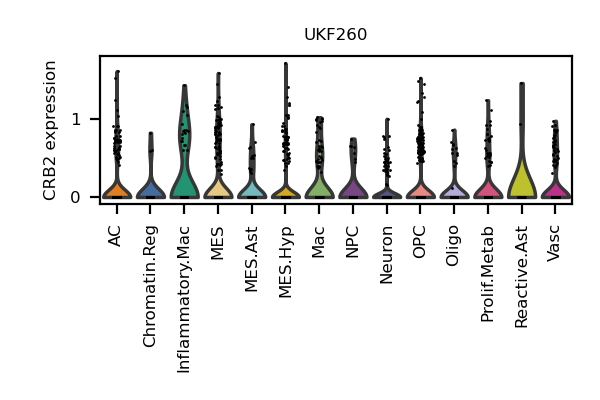 UKF260
CRB2 expression
1
0
AC
Chromatin.Reg
Inflammatory.Mac
MES
MES.Ast
MES.Hyp
Mac
NPC
Neuron
OPC
Oligo
Prolif.Metab
Reactive.Ast
Vasc